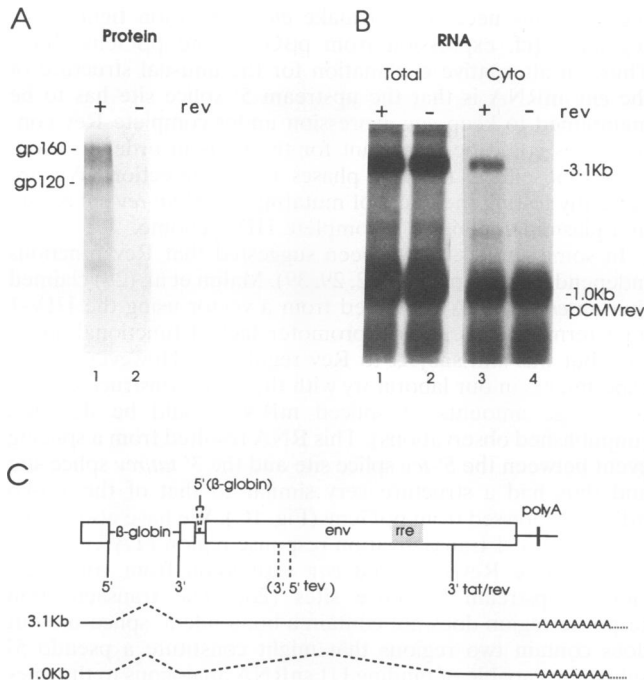 A
Protein
+ - rev
gp160 -
gp120 -
1 2
B
RNA
Total Cyto
+ - + - rev
-3.1Kb
-1.0Kb
pCMVrev
1 2 3 4
C
5' (ß-globin)
polyA
ß-globin env rre
5' 3' (3', 5' tev) 3' tat/rev
3.1Kb AAAAAAAAA......
1.0Kb AAAAAAAAA......